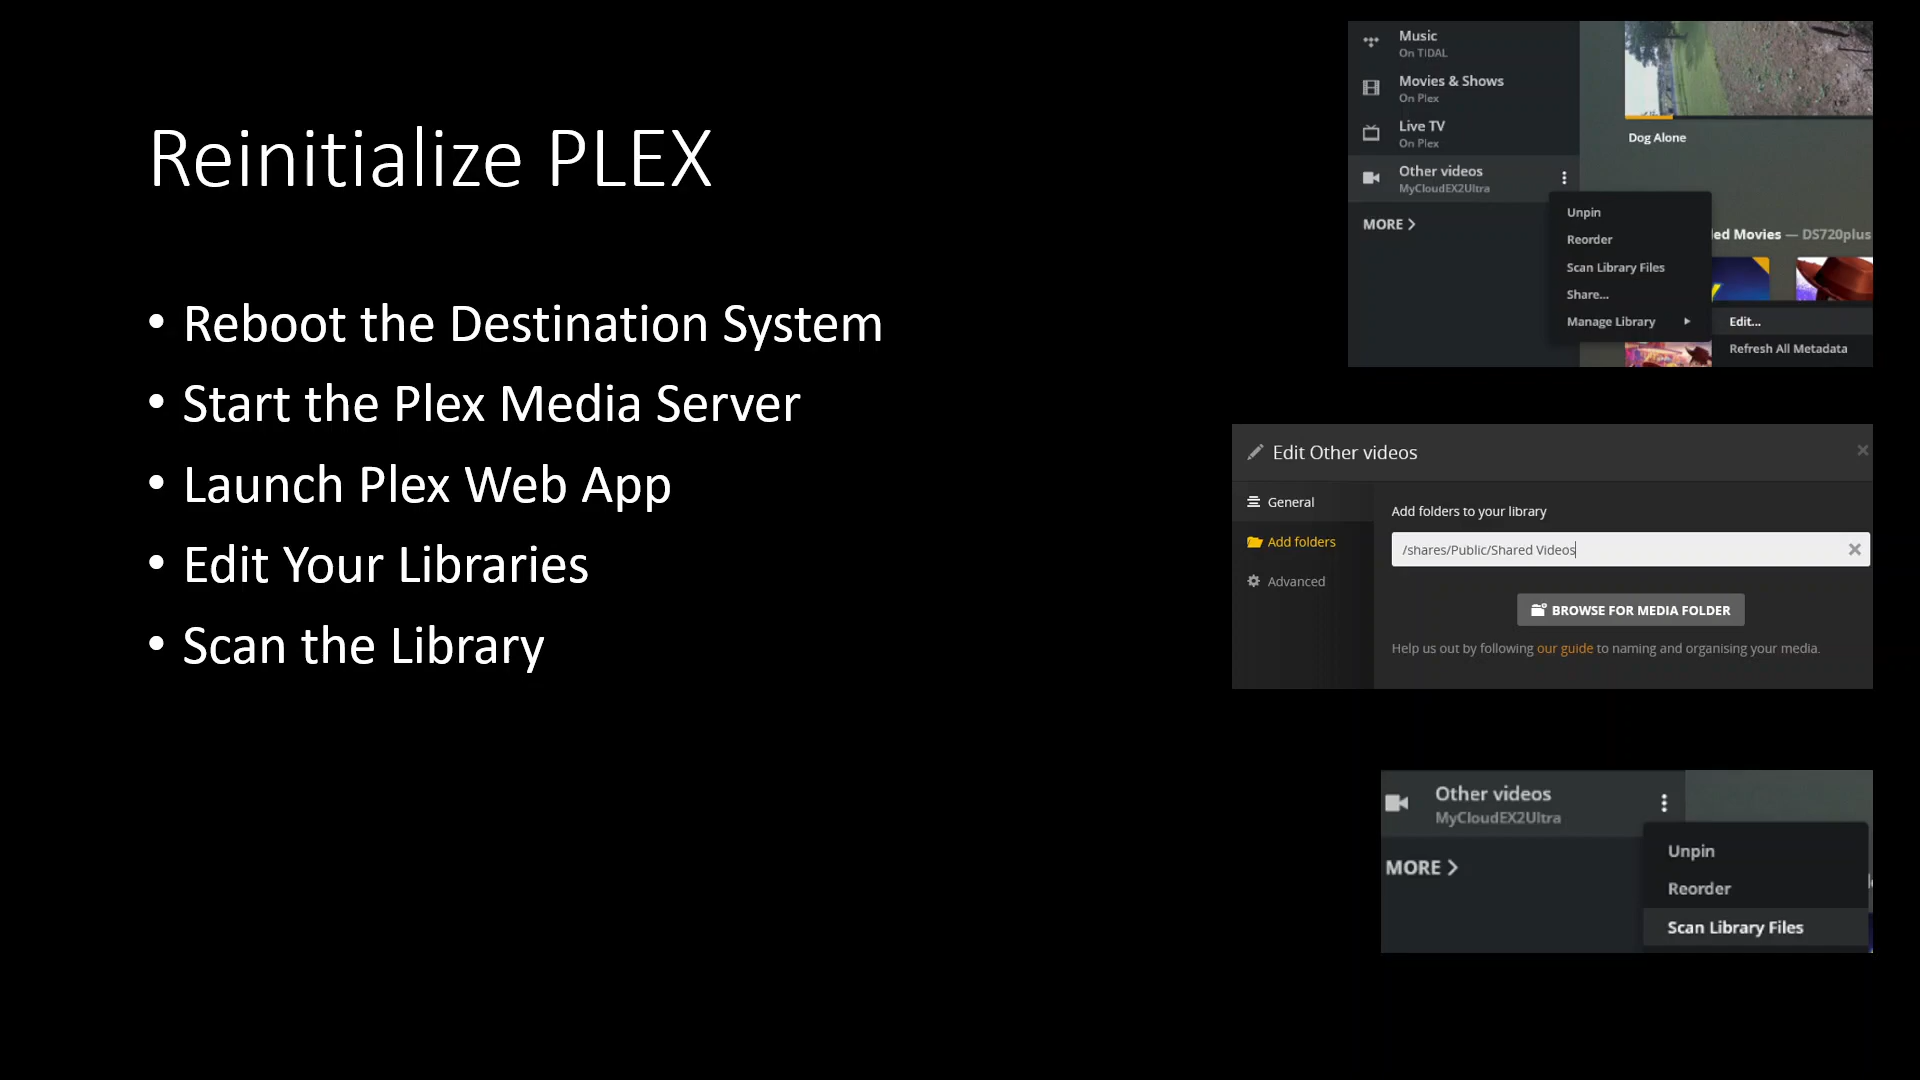 Reinitialize PLEX
• Reboot the Destination System
• Start the Plex Media Server
• Launch Plex Web App
• Edit Your Libraries
• Scan the Library
Music
On TIDAL
Movies & Shows
On Plex
Live TV
On Plex
Other videos
MyCloudEX2Ultra
MORE >
Dog Alone
Unpin
Reorder
Scan Library Files
Share...
Manage Library
led Movies — DS720plus
Edit...
Refresh All Metadata
Edit Other videos
General
Add folders
Advanced
Add folders to your library
/shares/Public/Shared Videos
BROWSE FOR MEDIA FOLDER
Help us out by following our guide to naming and organising your media.
Other videos
MyCloudEX2Ultra
MORE >
Unpin
Reorder
Scan Library Files